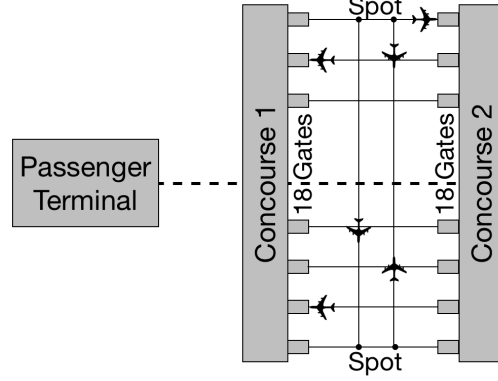 Spot
Passenger
Terminal
Concourse 1
18 Gates
18 Gates
Concourse 2
Spot